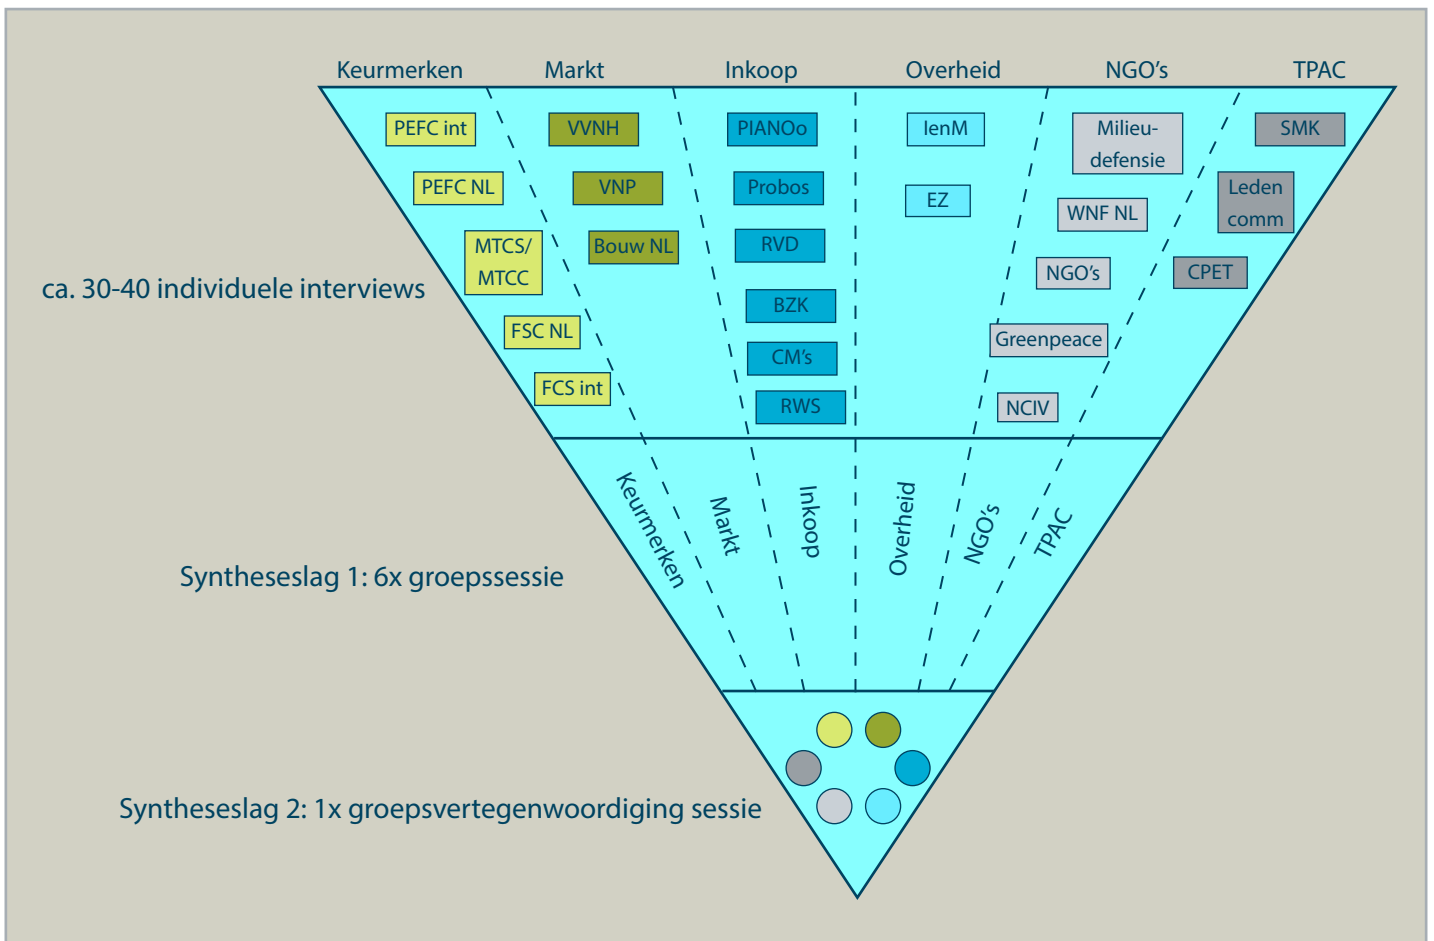 Keurmerken
Markt
Inkoop
Overheid
NGO's
TPAC
PEFC int
VVNH
PIANOo
IenM
Milieu-
defensie
SMK
PEFC NL
VNP
Probos
EZ
WNF NL
Leden
comm
MTCS/
MTCC
Bouw NL
RVD
NGO's
CPET
ca. 30-40 individuele interviews
FSC NL
BZK
Greenpeace
FCS int
CM's
RWS
NCIV
Keurmerken
Markt
Inkoop
Overheid
NGO's
TPAC
Syntheseslag 1: 6x groepssessie
Syntheseslag 2: 1x groepsvertegenwoordiging sessie